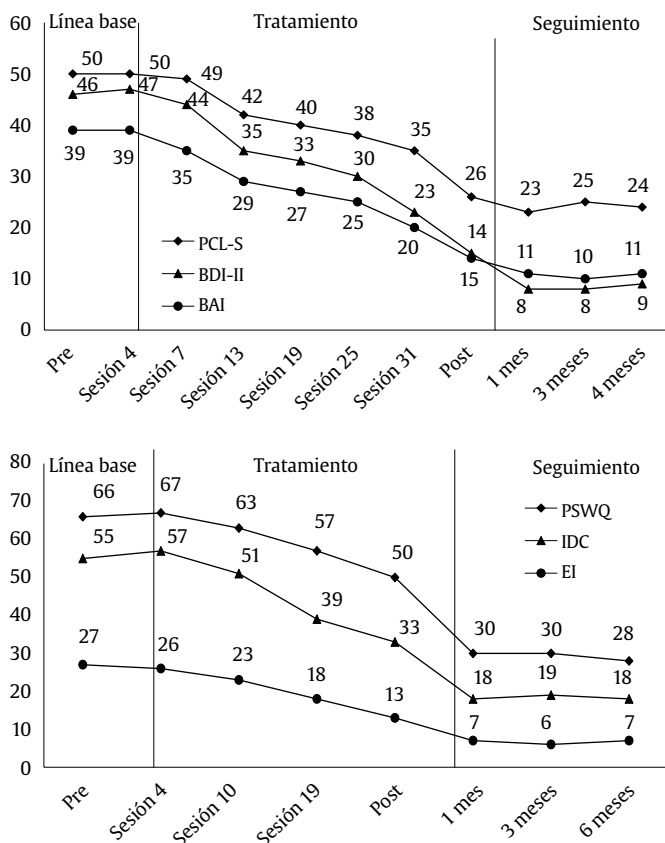 Línea base Tratamiento Seguimiento
60
50
40
30
20
10
0
50 50 49 42 40 38 35 26 23 25 24
46 47 44 35 33 30 23 14 8 8 9
39 39 35 29 27 25 20 15 11 10 11
PCL-S
BDI-II
BAI
Pre Sesión 4 Sesión 7 Sesión 13 Sesión 19 Sesión 25 Sesión 31 Post 1 mes 3 meses 4 meses
Línea base Tratamiento Seguimiento
80
70
60
50
40
30
20
10
0
66 67 63 57 50 30 30 28
55 57 51 39 33 18 19 18
27 26 23 18 13 7 6 7
PSWQ
IDC
EI
Pre Sesión 4 Sesión 10 Sesión 19 Post 1 mes 3 meses 6 meses